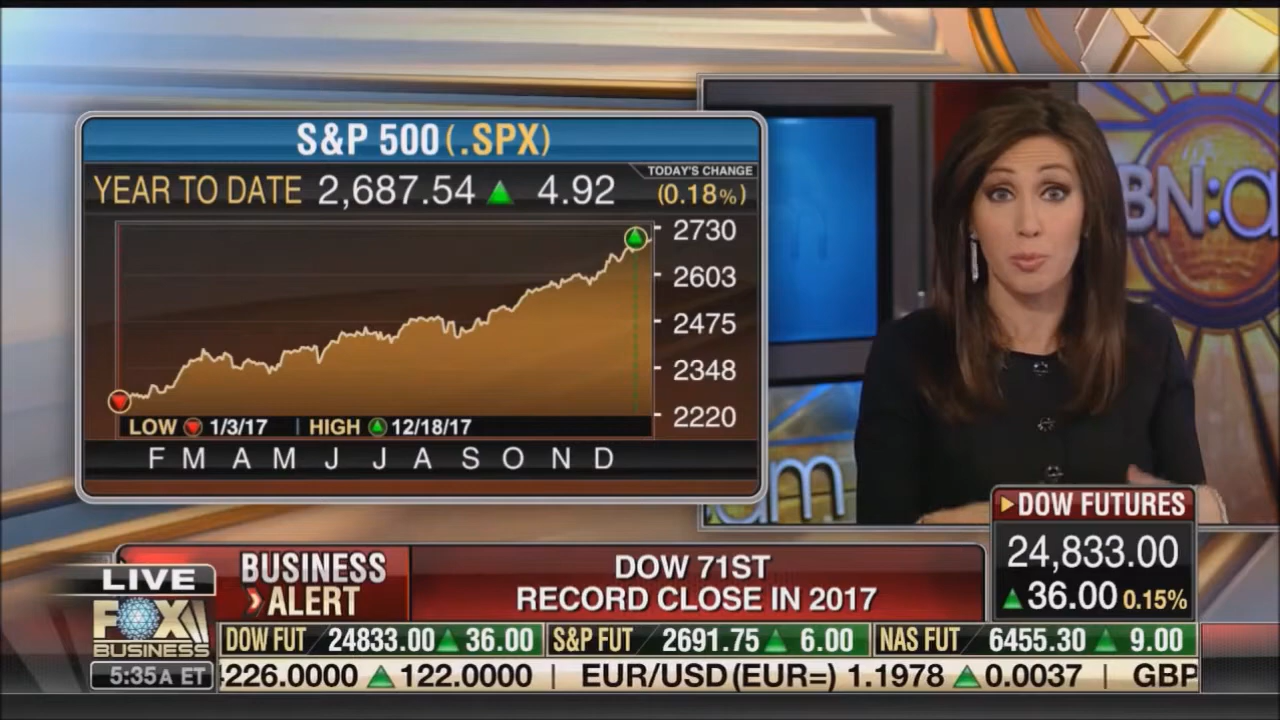 S&P 500 (.SPX)
TODAY'S CHANGE
YEAR TO DATE 2,687.54 4.92 (0.18%)
2730
2603
2475
2348
2220
LOW 1/3/17 | HIGH 12/18/17
F M A M J J A S O N D
BN:a
am
DOW FUTURES
24,833.00
36.00 0.15%
LIVE
FOX
BUSINESS
5:35A ET
BUSINESS
ALERT
DOW 71ST
RECORD CLOSE IN 2017
DOW FUT 24833.00 36.00 S&P FUT 2691.75 6.00 NAS FUT 6455.30 9.00
226.0000 122.0000 | EUR/USD (EUR=) 1.1978 0.0037 | GBP